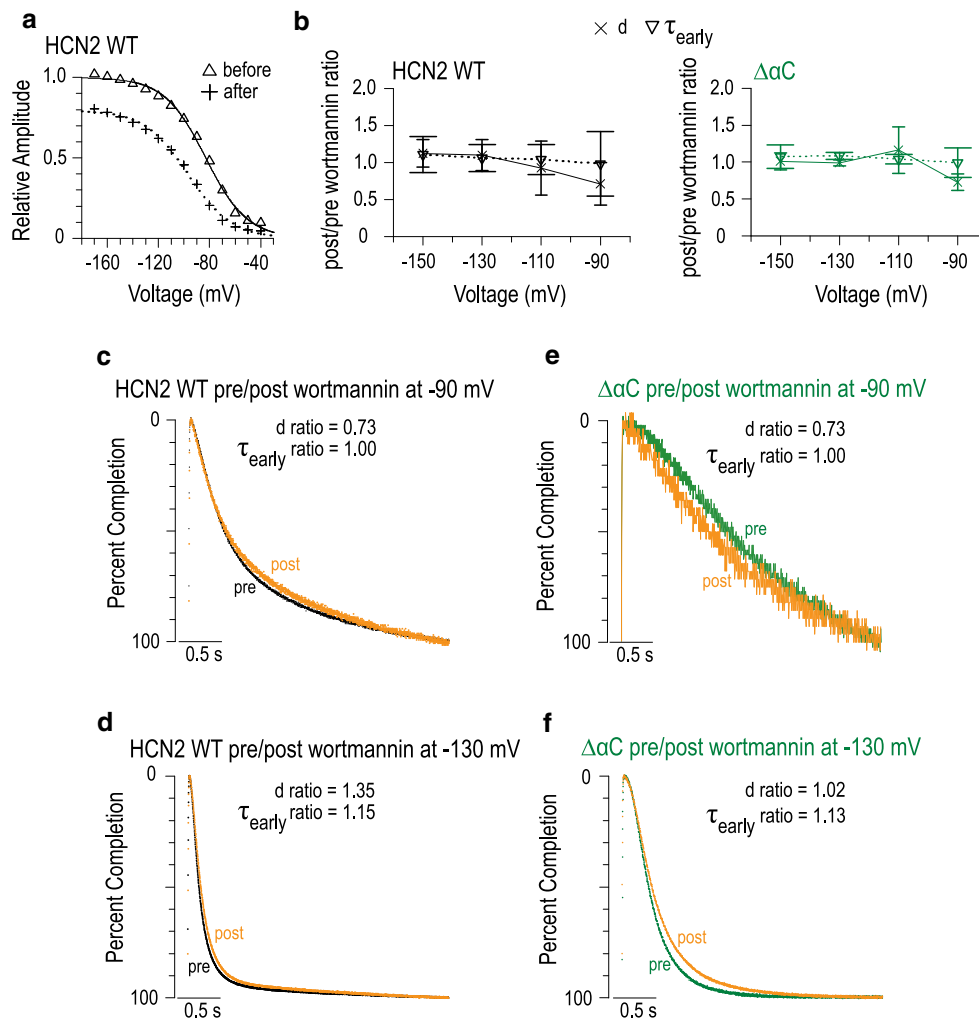 a
HCN2 WT
△ before
+ after
Relative Amplitude
1.0
0.5
0
-160 -120 -80 -40
Voltage (mV)
b
× d ▽ τearly
HCN2 WT
post/pre wortmannin ratio
2.0
1.5
1.0
0.5
0
-150 -130 -110 -90
Voltage (mV)
ΔαC
post/pre wortmannin ratio
2.0
1.5
1.0
0.5
0
-150 -130 -110 -90
Voltage (mV)
c
HCN2 WT pre/post wortmannin at -90 mV
d ratio = 0.73
τearly ratio = 1.00
Percent Completion
0
100
post
pre
0.5 s
e
ΔαC pre/post wortmannin at -90 mV
d ratio = 0.73
τearly ratio = 1.00
Percent Completion
0
100
pre
post
0.5 s
d
HCN2 WT pre/post wortmannin at -130 mV
d ratio = 1.35
τearly ratio = 1.15
Percent Completion
0
100
post
pre
0.5 s
f
ΔαC pre/post wortmannin at -130 mV
d ratio = 1.02
τearly ratio = 1.13
Percent Completion
0
100
post
pre
0.5 s